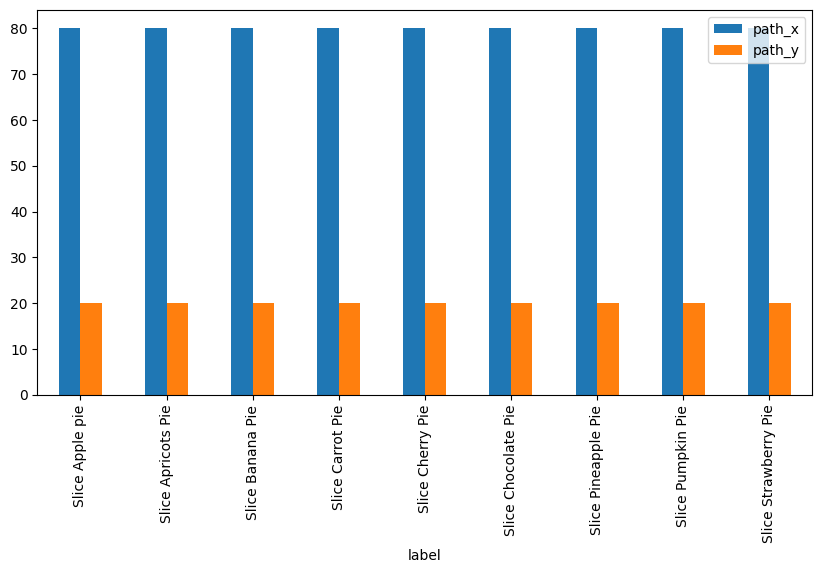 80
70
60
50
40
30
20
10
0
path_x
path_y
Slice Apple pie
Slice Apricots Pie
Slice Banana Pie
Slice Carrot Pie
Slice Cherry Pie
Slice Chocolate Pie
Slice Pineapple Pie
Slice Pumpkin Pie
Slice Strawberry Pie
label